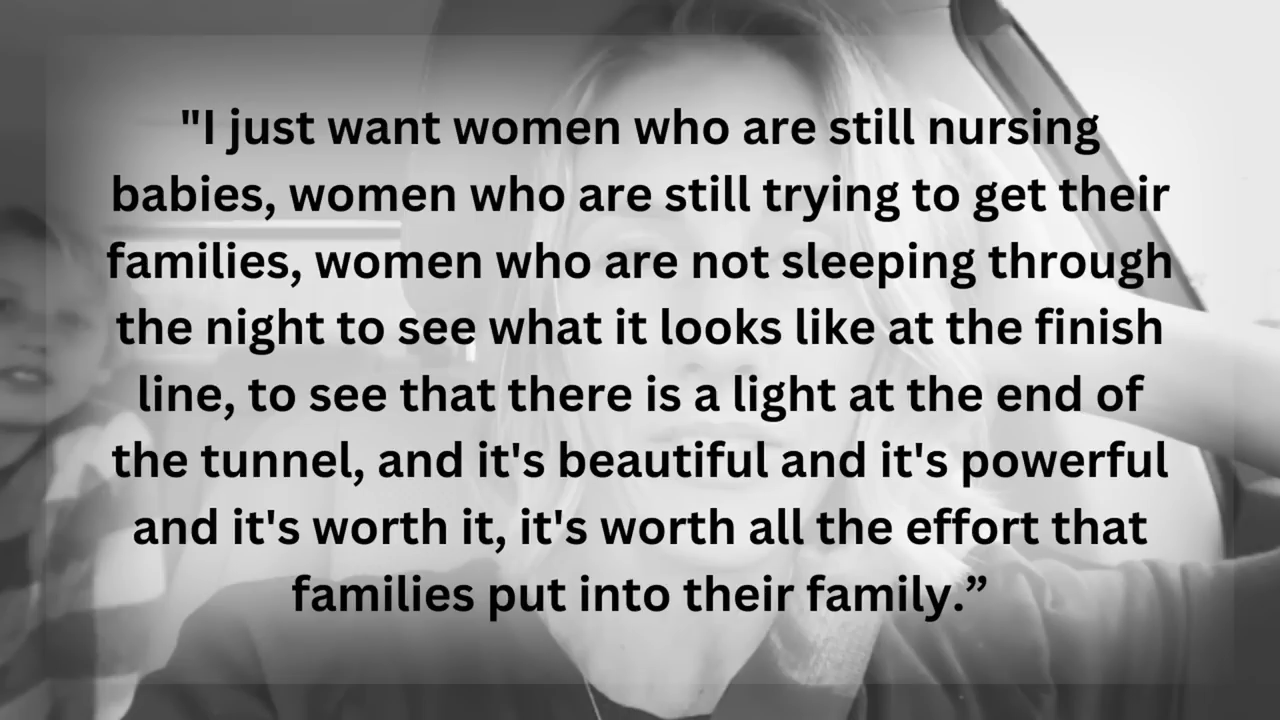 "I just want women who are still nursing
babies, women who are still trying to get their
families, women who are not sleeping through
the night to see what it looks like at the finish
line, to see that there is a light at the end of
the tunnel, and it's beautiful and it's powerful
and it's worth it, it's worth all the effort that
families put into their family.”